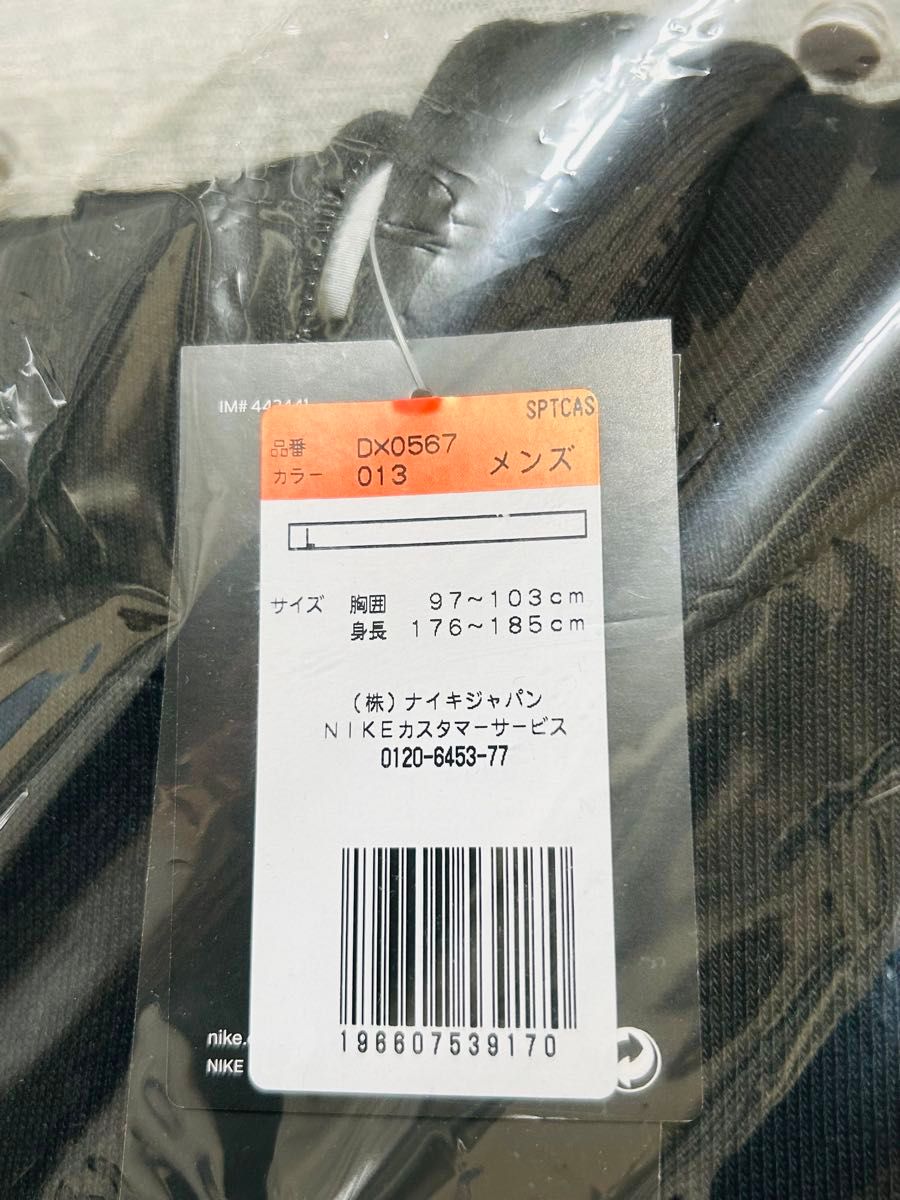 IM#
SPTCAS
品番 DX0567
カラー 013 メンズ
L
サイズ 胸囲 97~103cm
身長 176~185cm
(株)ナイキジャパン
NIKEカスタマーサービス
0120-6453-77
196607539170
NIKE